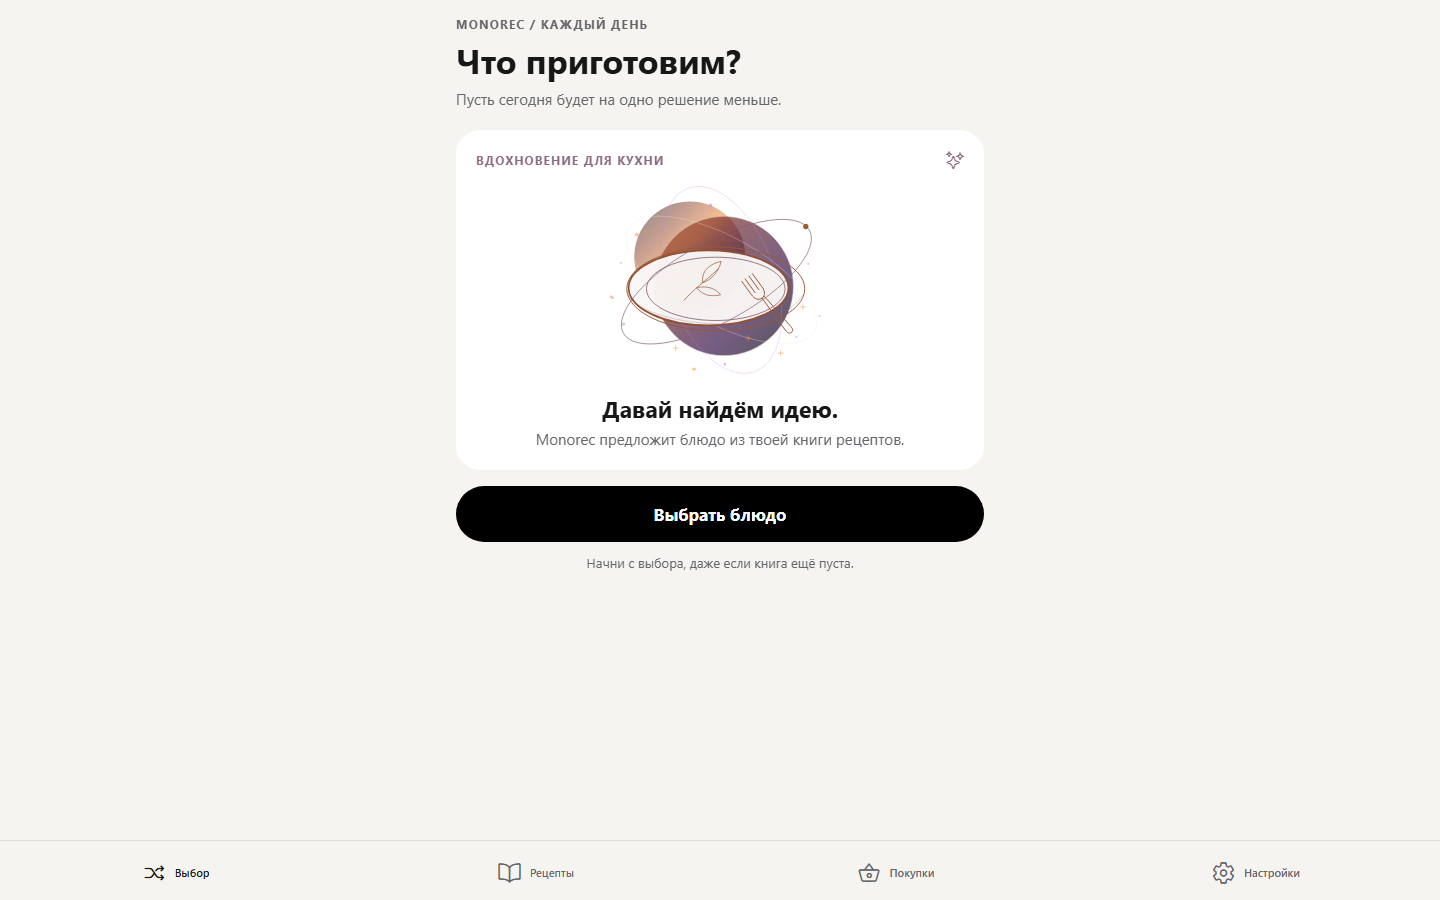 MONOREC / КАЖДЫЙ ДЕНЬ
Что приготовим?
Пусть сегодня будет на одно решение меньше.
ВДОХНОВЕНИЕ ДЛЯ КУХНИ
Давай найдём идею.
Monorec предложит блюдо из твоей книги рецептов.
Выбрать блюдо
Начни с выбора, даже если книга ещё пуста.
Выбор
Рецепты
Покупки
Настройки